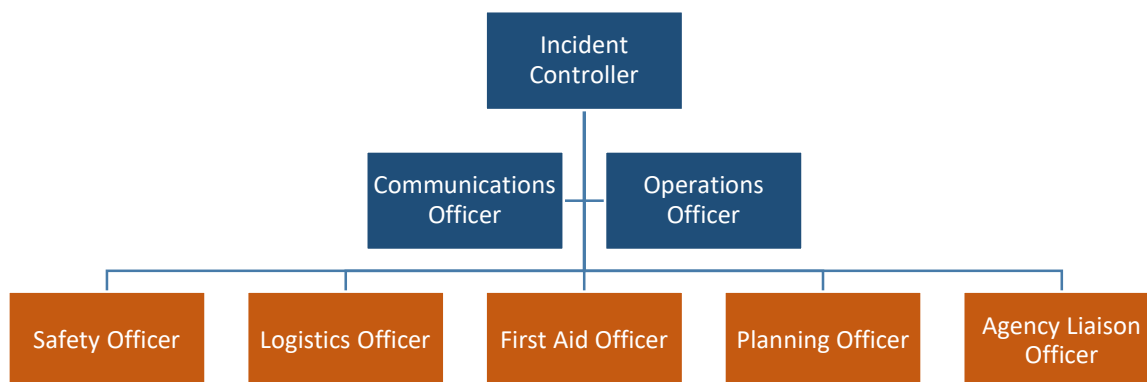 Incident
Controller
Communications
Officer
Operations
Officer
Safety Officer
Logistics Officer
First Aid Officer
Planning Officer
Agency Liaison
Officer